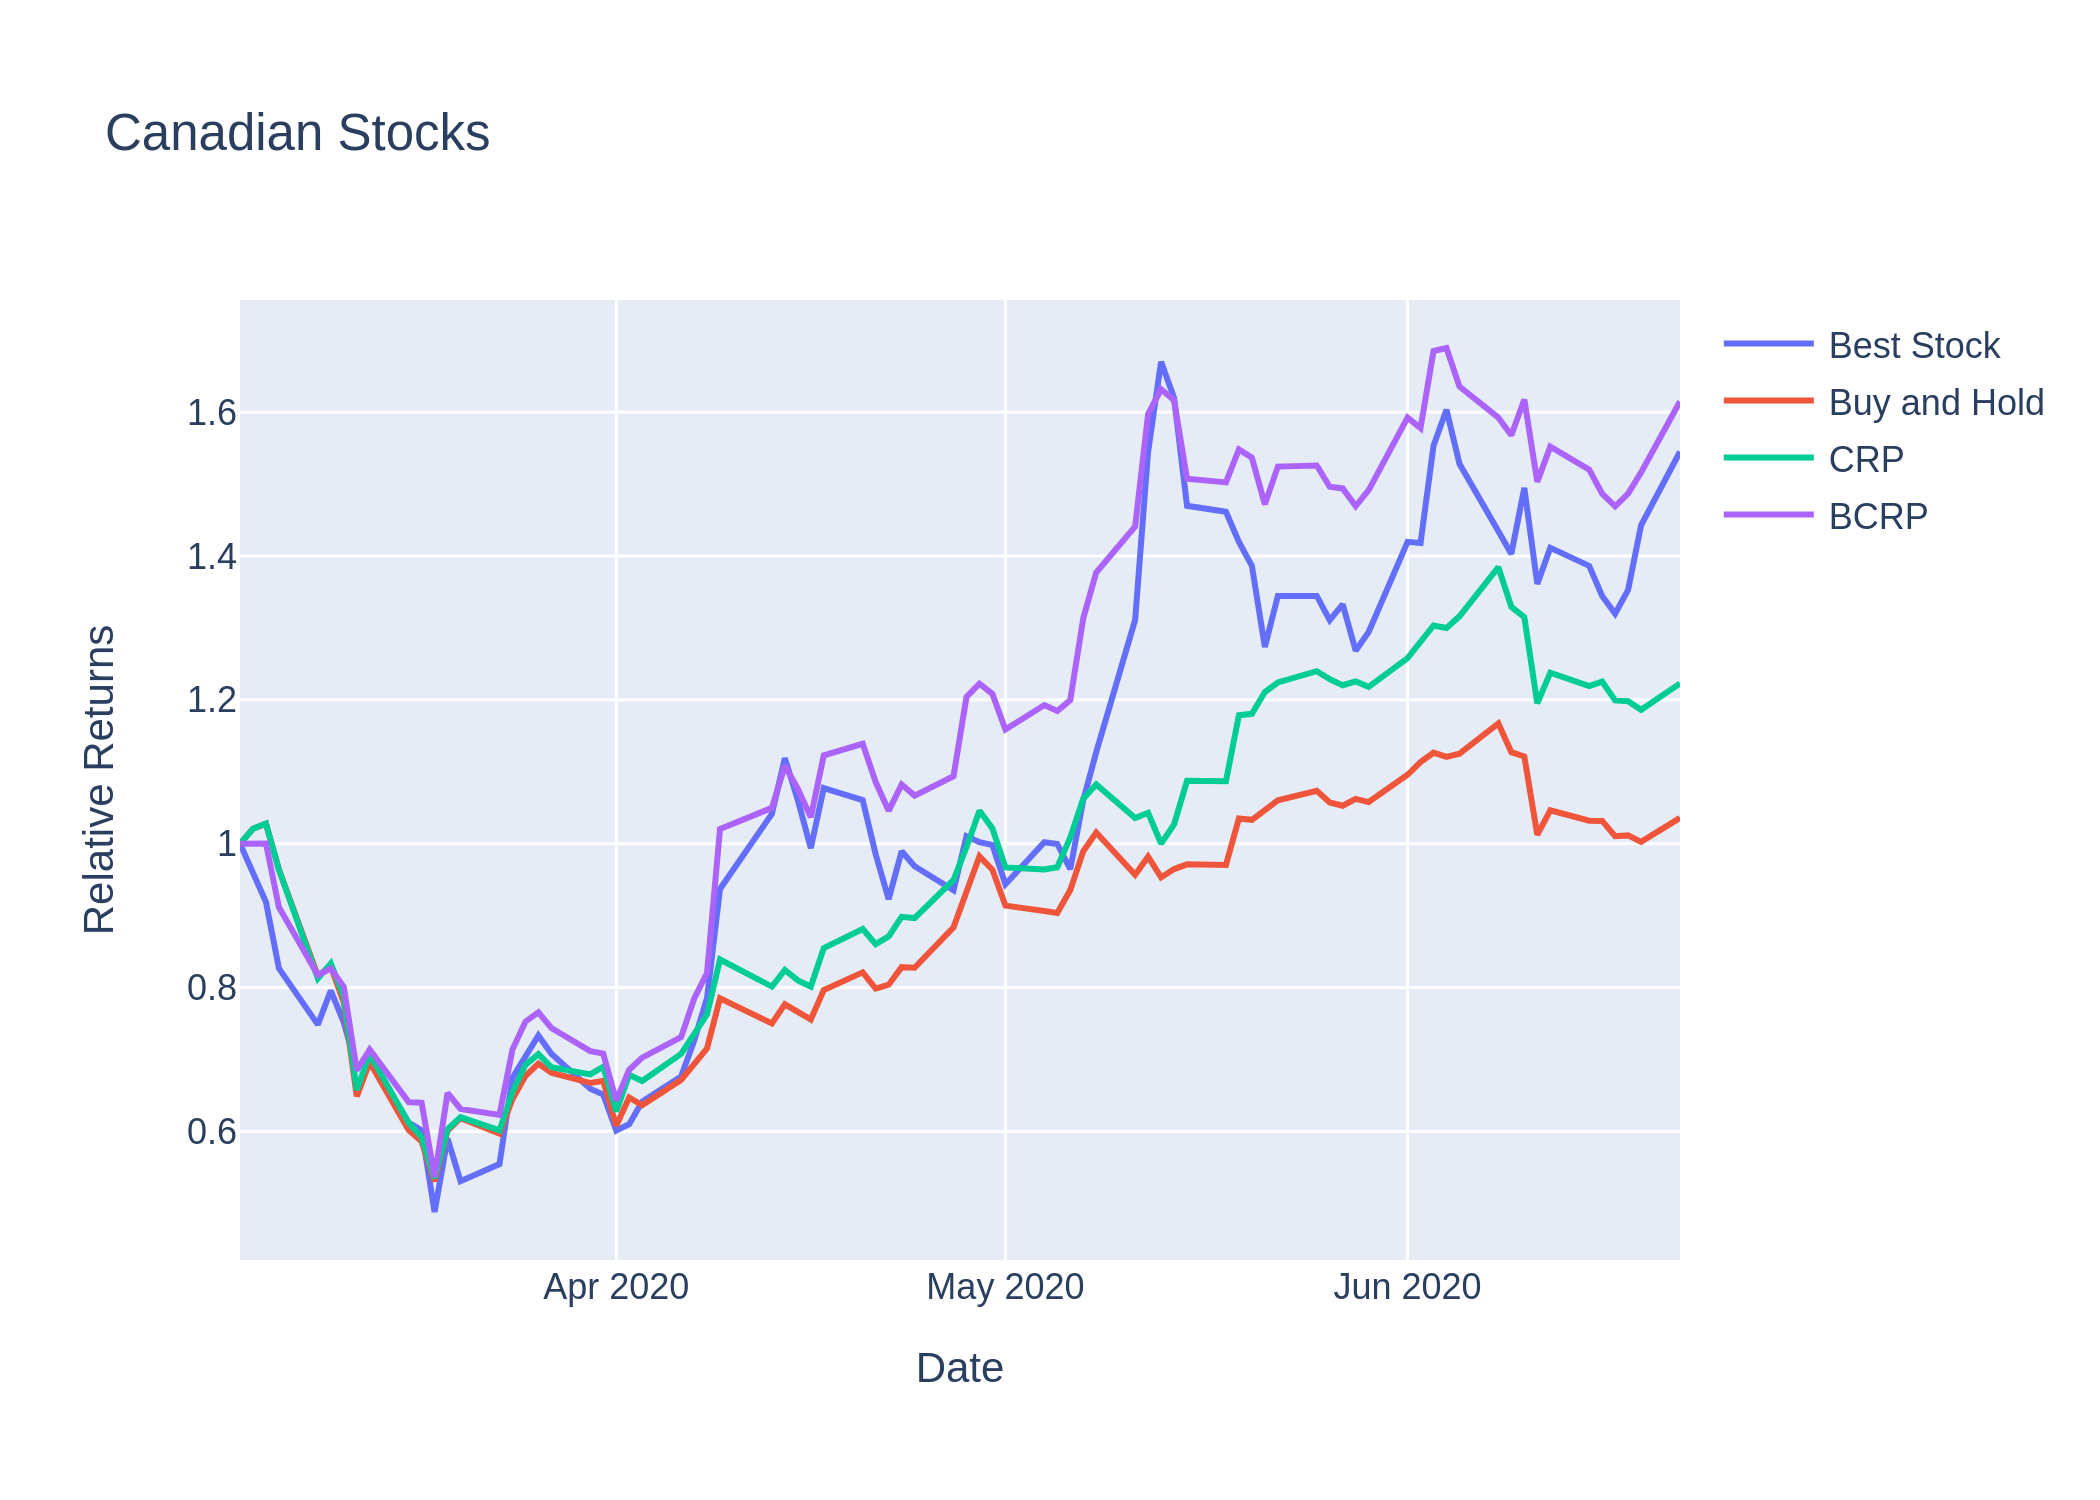 Canadian Stocks
Best Stock
Buy and Hold
CRP
BCRP
Relative Returns
1.6
1.4
1.2
1
0.8
0.6
Apr 2020
May 2020
Jun 2020
Date